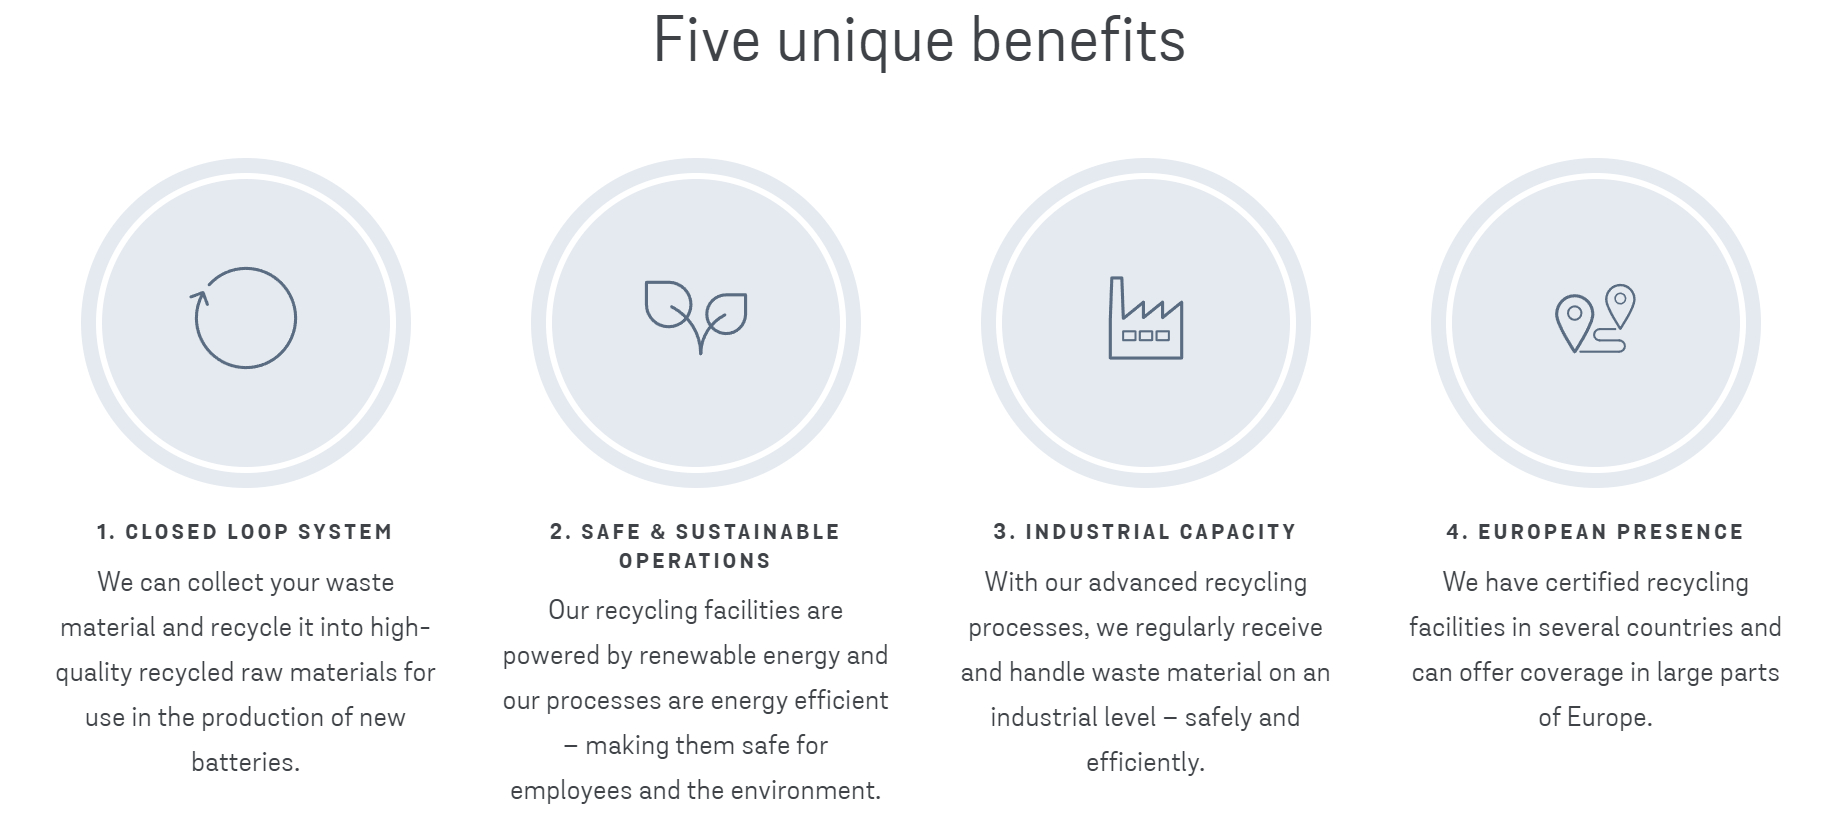 Five unique benefits
1. CLOSED LOOP SYSTEM
We can collect your waste
material and recycle it into high-
quality recycled raw materials for
use in the production of new
batteries.
2. SAFE & SUSTAINABLE
OPERATIONS
Our recycling facilities are
powered by renewable energy and
our processes are energy efficient
– making them safe for
employees and the environment.
3. INDUSTRIAL CAPACITY
With our advanced recycling
processes, we regularly receive
and handle waste material on an
industrial level – safely and
efficiently.
4. EUROPEAN PRESENCE
We have certified recycling
facilities in several countries and
can offer coverage in large parts
of Europe.